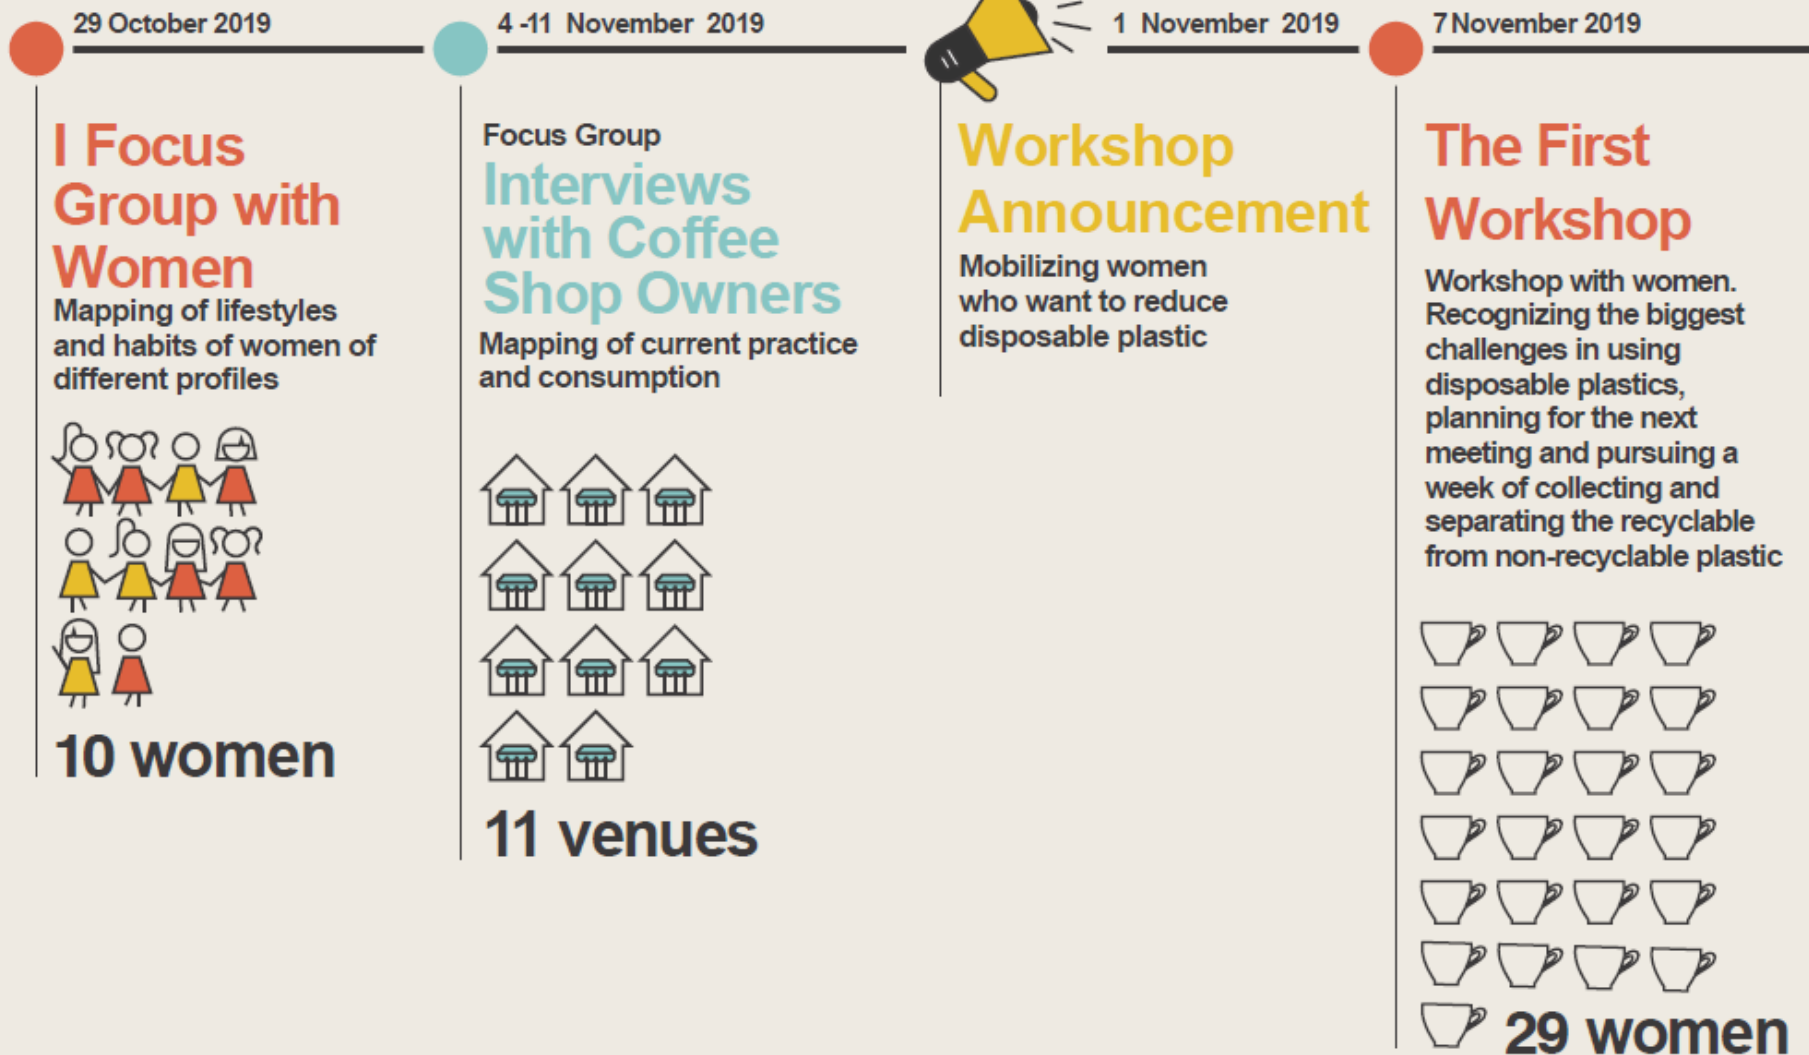 29 October 2019
I Focus
Group with
Women
Mapping of lifestyles
and habits of women of
different profiles
10 women
4 -11 November 2019
Focus Group
Interviews
with Coffee
Shop Owners
Mapping of current practice
and consumption
11 venues
1 November 2019
Workshop
Announcement
Mobilizing women
who want to reduce
disposable plastic
7 November 2019
The First
Workshop
Workshop with women.
Recognizing the biggest
challenges in using
disposable plastics,
planning for the next
meeting and pursuing a
week of collecting and
separating the recyclable
from non-recyclable plastic
29 women